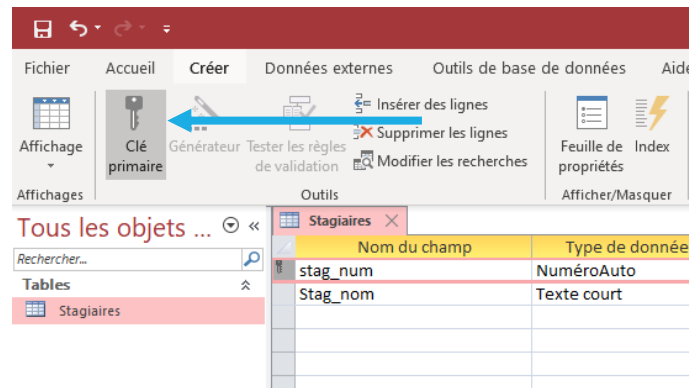 Fichier Accueil Créer Données externes Outils de base de données Aide
Affichage
Clé primaire
Générateur
Tester les règles de validation
Insérer des lignes
Supprimer les lignes
Modifier les recherches
Feuille de propriétés
Index
Affichages Outils Afficher/Masquer
Tous les objets ...
Rechercher...
Tables
Stagiaires
Stagiaires
Nom du champ Type de donnée
stag_num NuméroAuto
Stag_nom Texte court